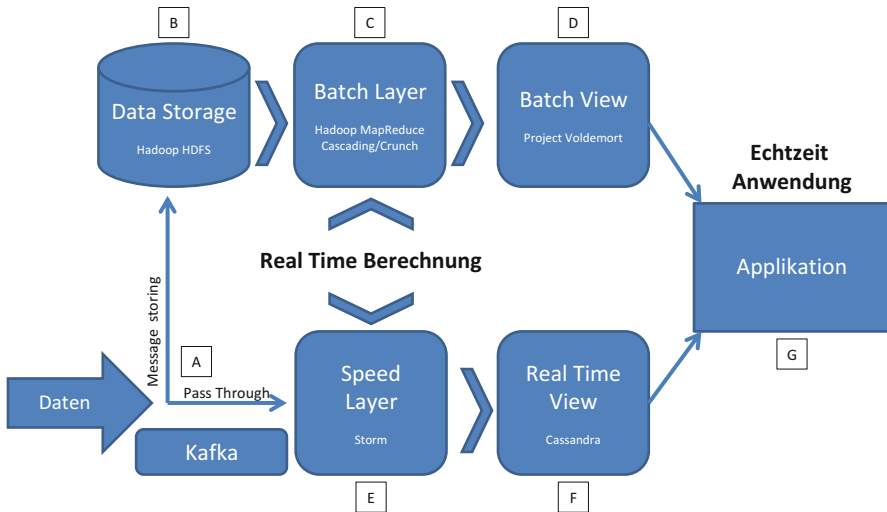 B
C
D
Data Storage
Hadoop HDFS
Batch Layer
Hadoop MapReduce
Cascading/Crunch
Batch View
Project Voldemort
Echtzeit
Anwendung
Applikation
G
Real Time Berechnung
Message storing
A
Pass Through
Daten
Kafka
Speed
Layer
Storm
Real Time
View
Cassandra
E
F